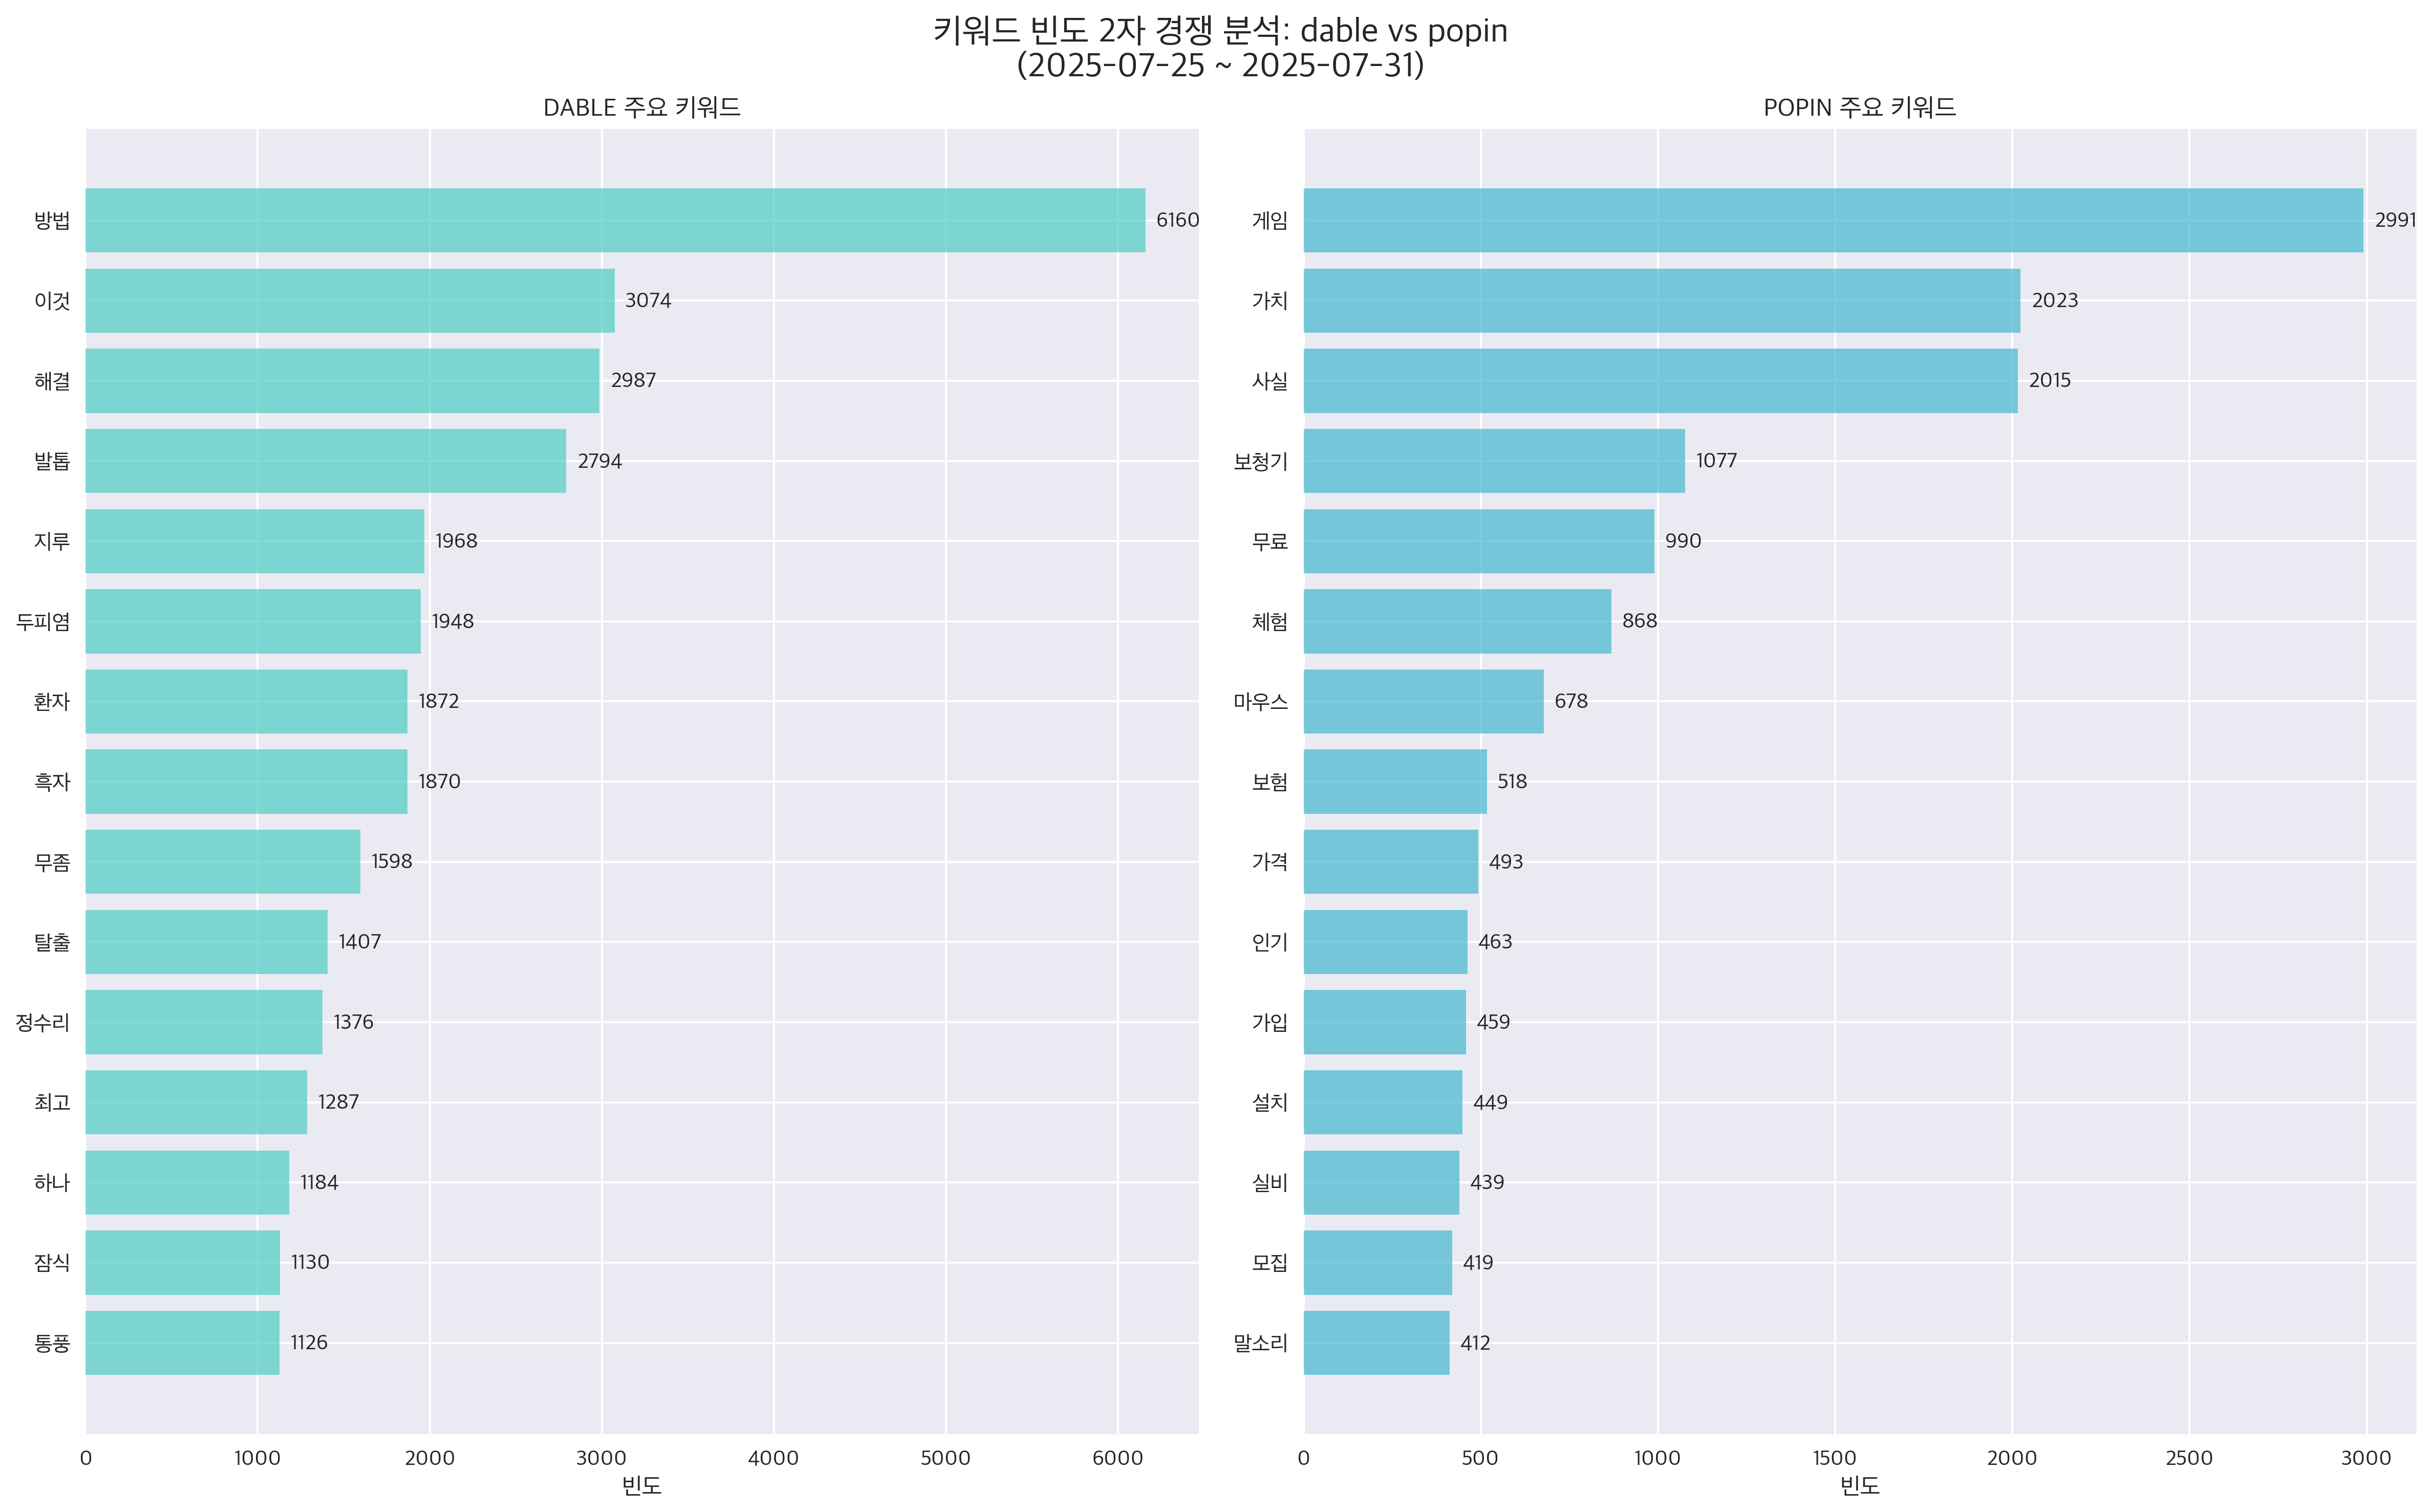 키워드 빈도 2자 경쟁 분석: dable vs popin
(2025-07-25 ~ 2025-07-31)
DABLE 주요 키워드
방법 6160
이것 3074
해결 2987
발톱 2794
지루 1968
두피염 1948
환자 1872
흑자 1870
무좀 1598
탈출 1407
정수리 1376
최고 1287
하나 1184
잠식 1130
통풍 1126
0 1000 2000 3000 4000 5000 6000
빈도
POPIN 주요 키워드
게임 2991
가치 2023
사실 2015
보청기 1077
무료 990
체험 868
마우스 678
보험 518
가격 493
인기 463
가입 459
설치 449
실비 439
모집 419
말소리 412
0 500 1000 1500 2000 2500 3000
빈도